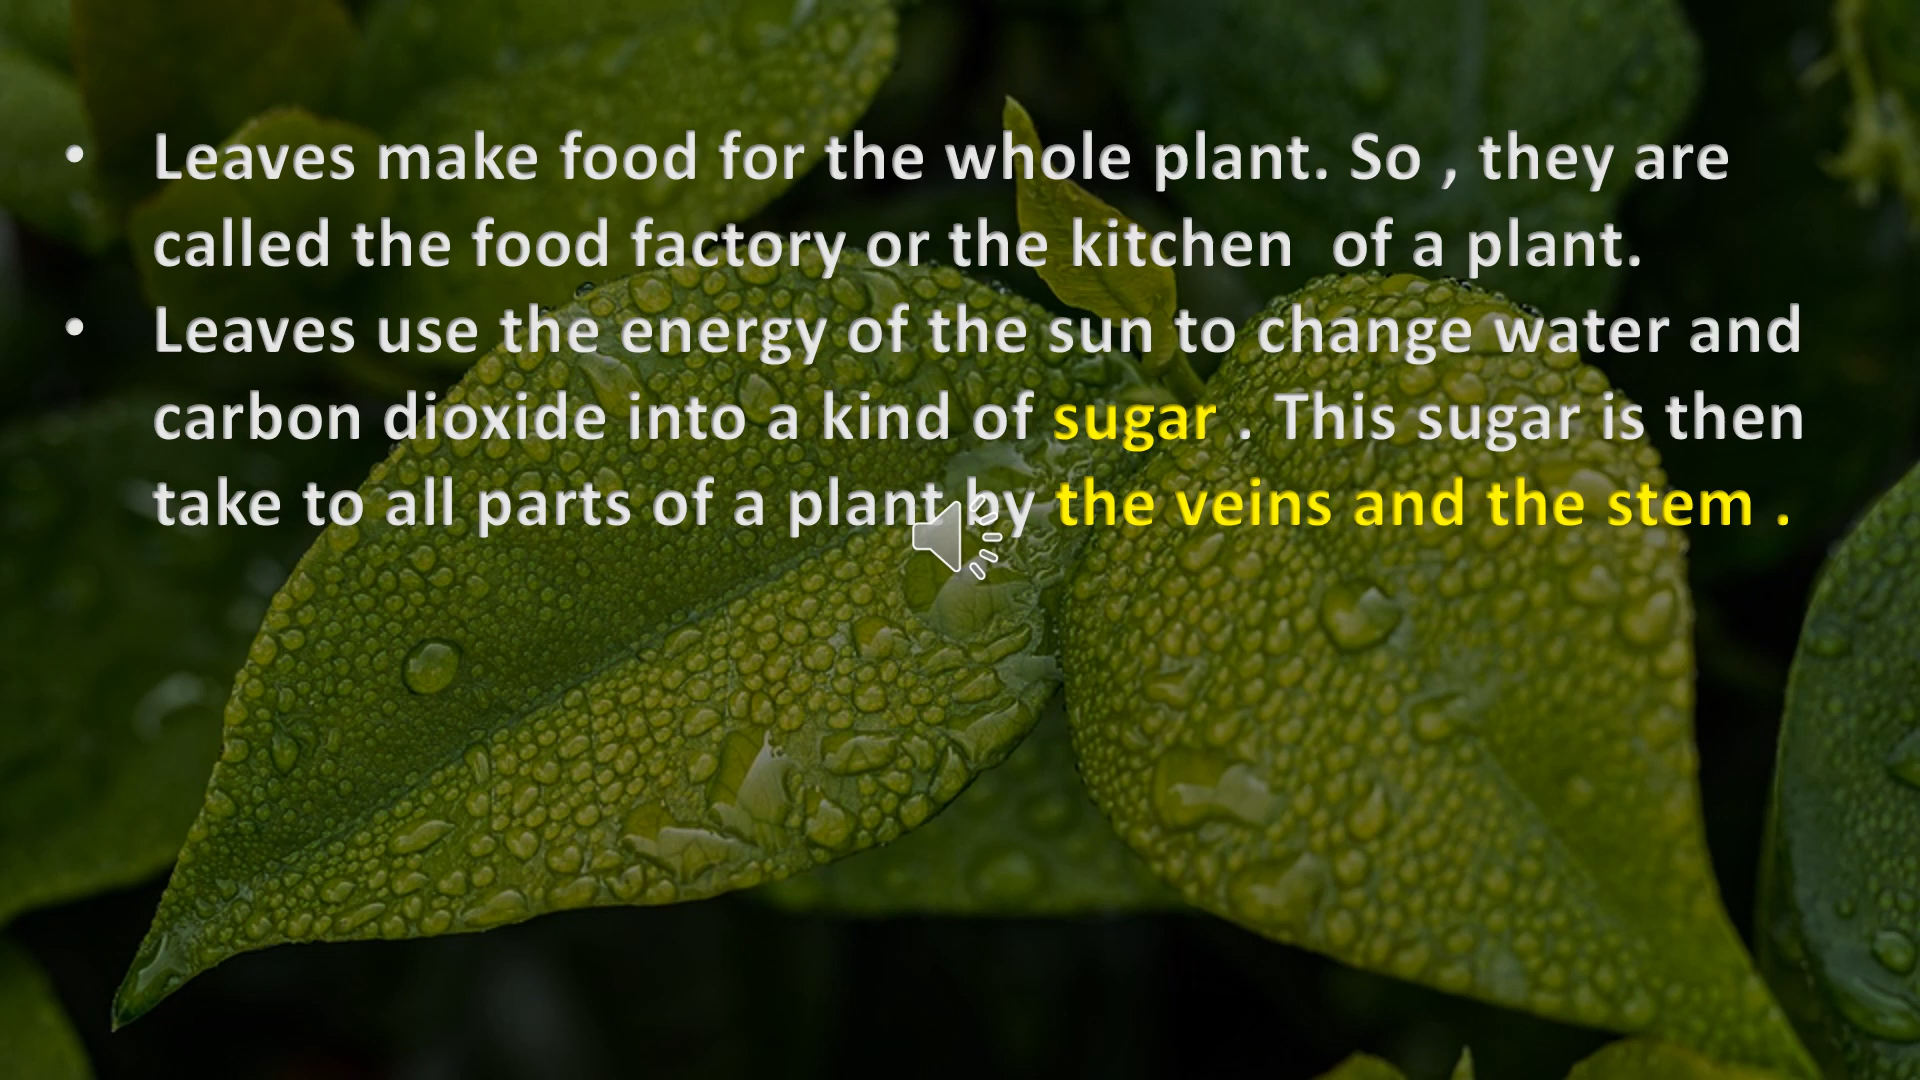 • Leaves make food for the whole plant. So , they are
called the food factory or the kitchen  of a plant.
• Leaves use the energy of the sun to change water and
carbon dioxide into a kind of sugar . This sugar is then
take to all parts of a plant by the veins and the stem .